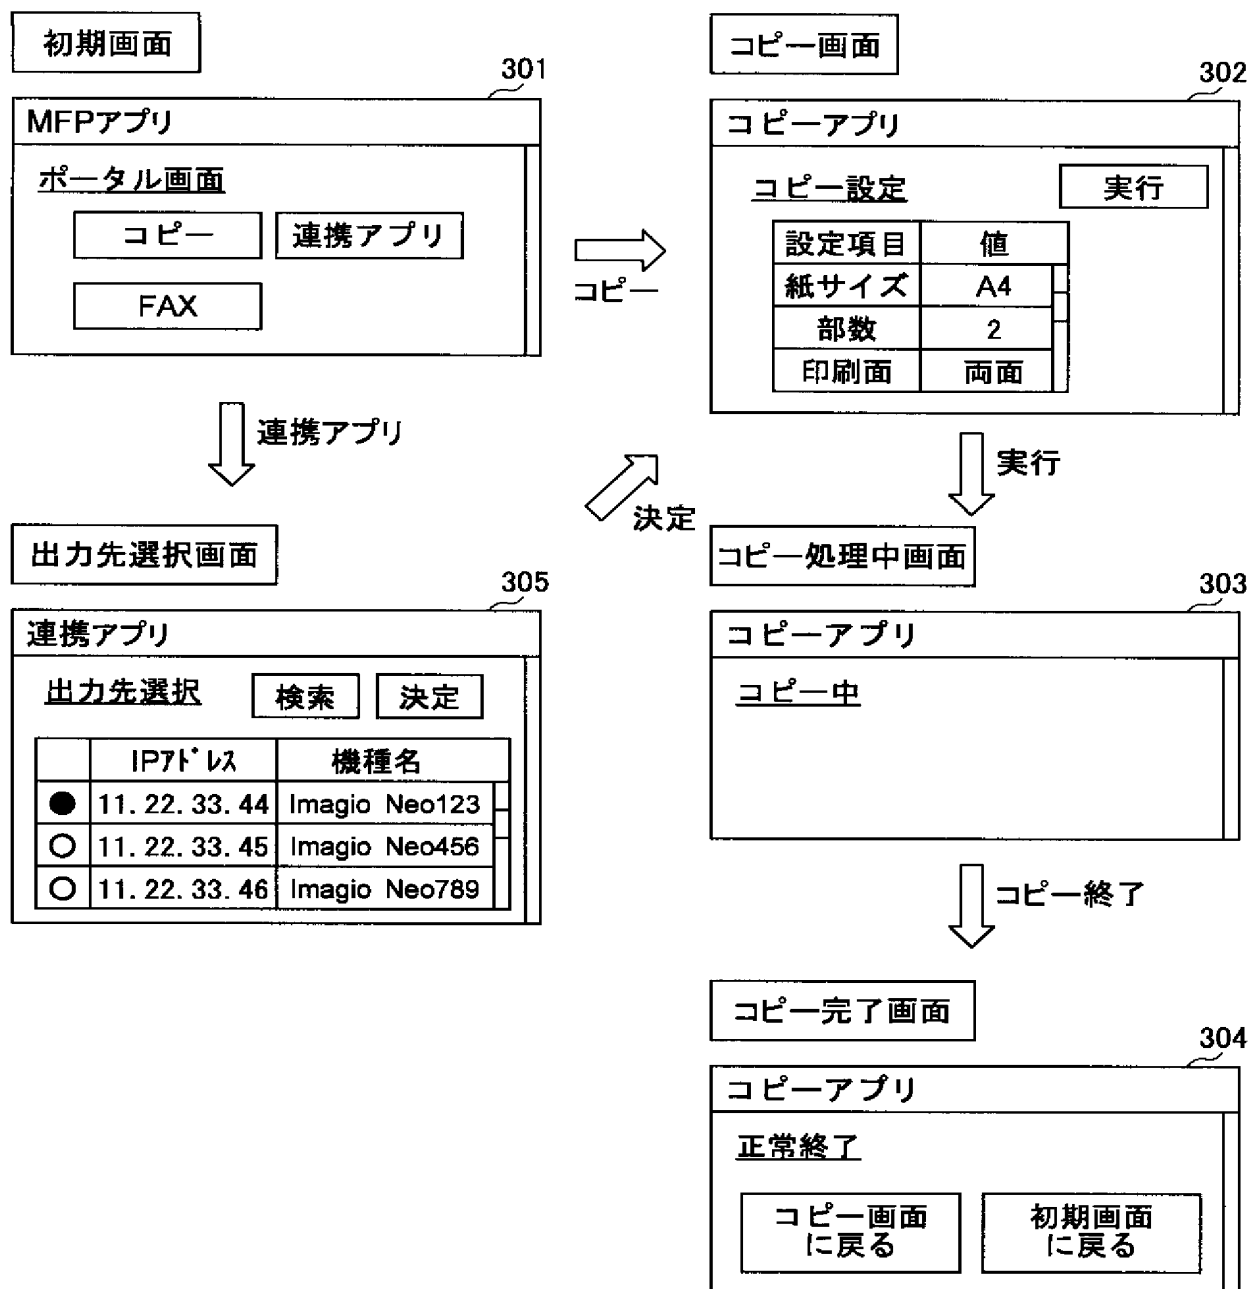 初期画面
301
MFPアプリ
ポータル画面
コピー 連携アプリ
FAX
コピー
連携アプリ
コピー画面
302
コピーアプリ
コピー設定 実行
設定項目 値
紙サイズ A4
部数 2
印刷面 両面
実行
決定
出力先選択画面
305
連携アプリ
出力先選択 検索 決定
IPアドレス 機種名
11.22.33.44 Imagio Neo123
11.22.33.45 Imagio Neo456
11.22.33.46 Imagio Neo789
コピー処理中画面
303
コピーアプリ
コピー中
コピー終了
コピー完了画面
304
コピーアプリ
正常終了
コピー画面
に戻る
初期画面
に戻る